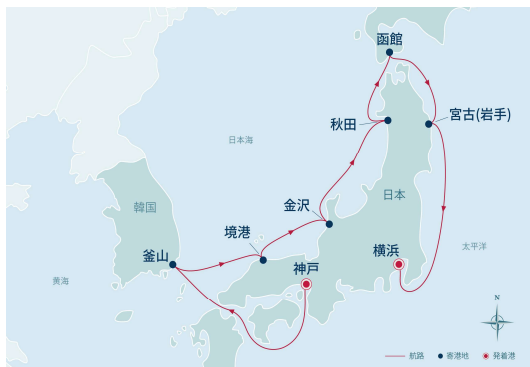 函館
宮古(岩手)
秋田
日本海
日本
金沢
韓国
境港
横浜
太平洋
釜山
神戸
黄海
N
航路
寄港地
発着港